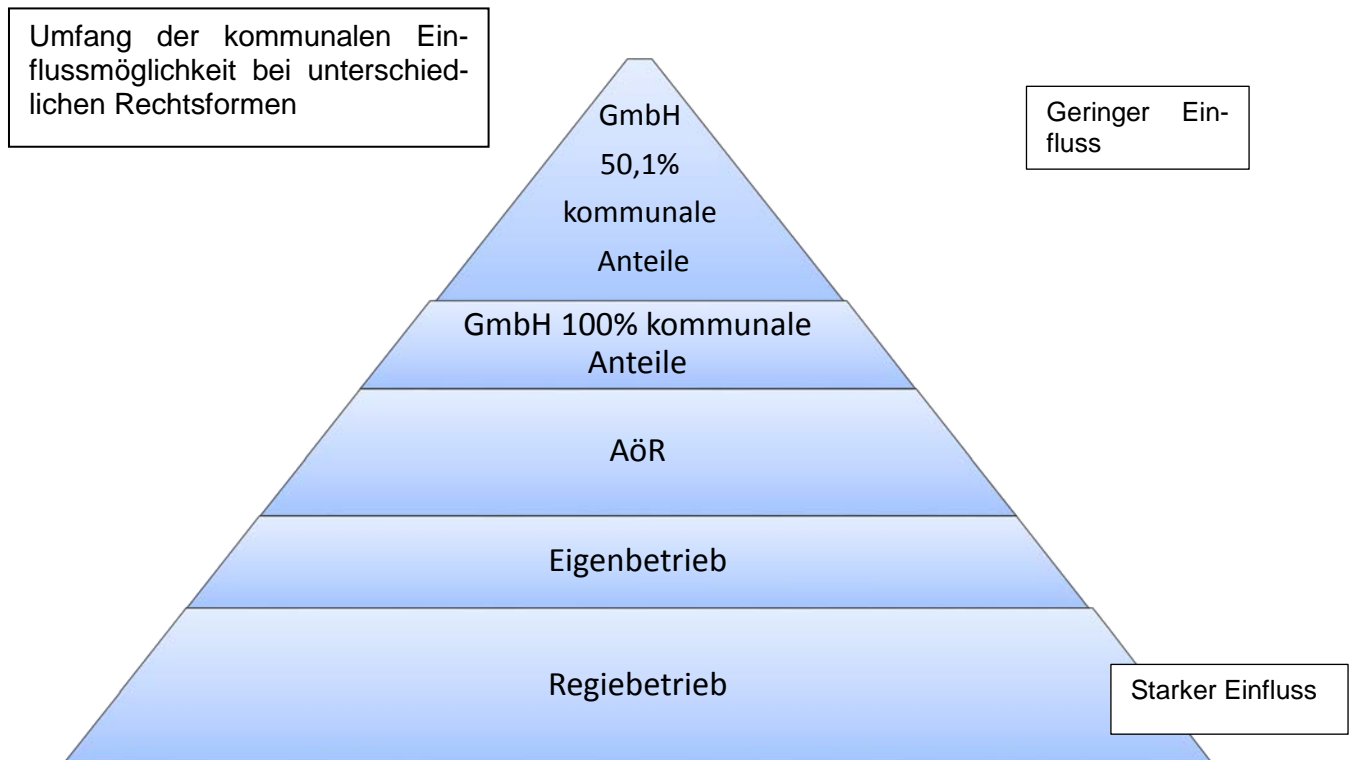 Umfang der kommunalen Ein-
flussmöglichkeit bei unterschied-
lichen Rechtsformen
Geringer Ein-
fluss
GmbH
50,1%
kommunale
Anteile
GmbH 100% kommunale
Anteile
AöR
Eigenbetrieb
Regiebetrieb
Starker Einfluss